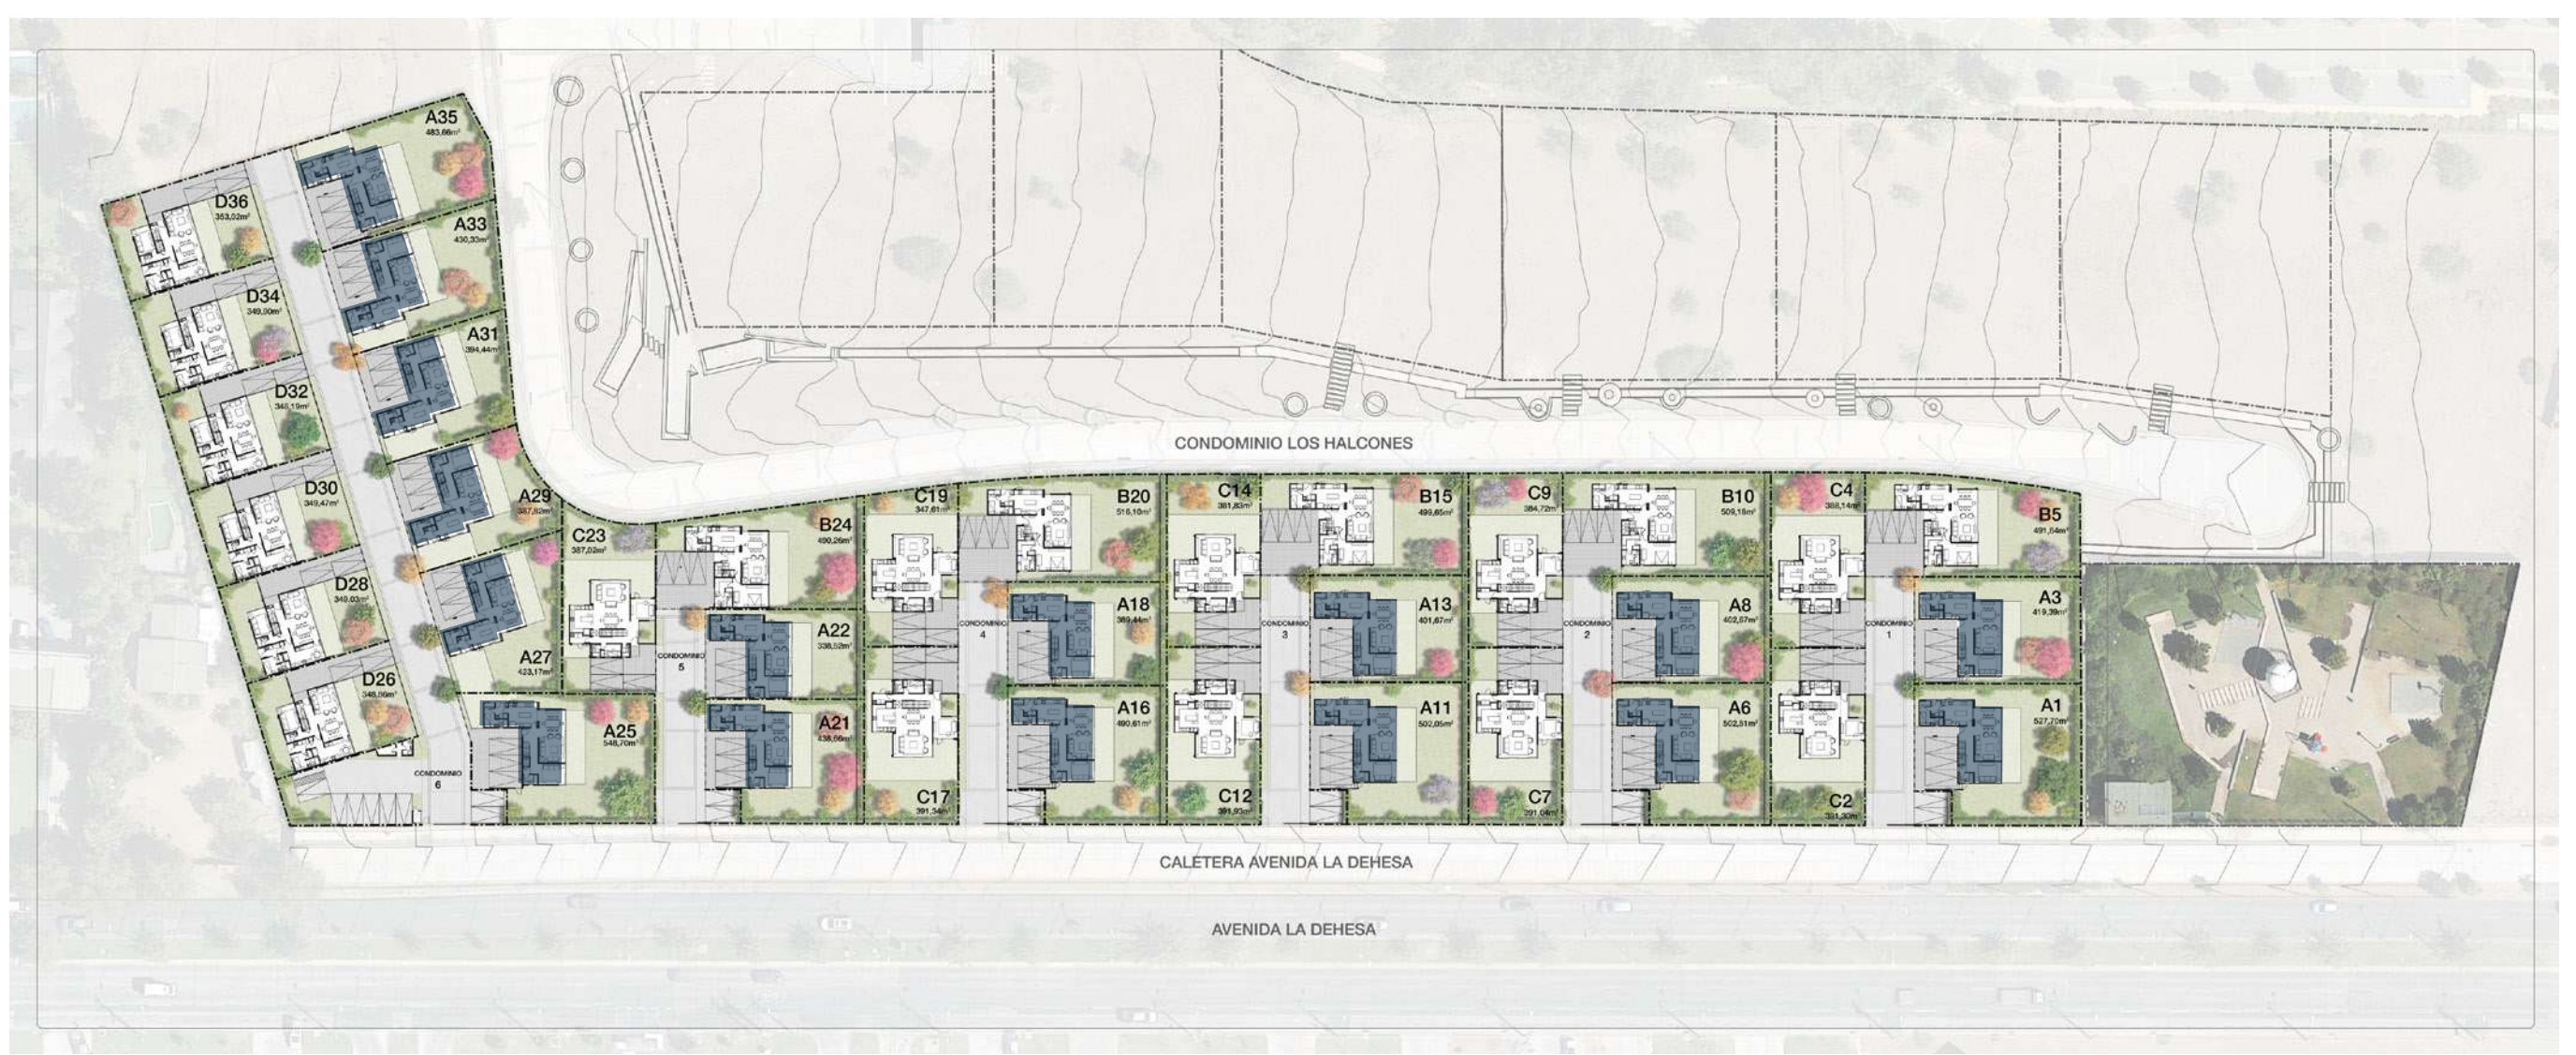 A35
483,66m²
D36
353,02m²
A33
430,33m²
D34
349,90m²
A31
394,44m²
D32
348,19m²
D30
349,47m²
A29
387,82m²
D28
349,03m²
A27
423,17m²
D26
348,86m²
A25
548,70m²
CONDOMINIO
6
CONDOMINIO LOS HALCONES
C23
387,02m²
B24
490,26m²
A22
338,52m²
CONDOMINIO
5
A21
438,66m²
C19
347,61m²
B20
516,10m²
A18
389,44m²
CONDOMINIO
4
A16
490,61m²
C17
391,34m²
C14
381,83m²
B15
499,65m²
A13
401,67m²
CONDOMINIO
3
A11
502,05m²
C12
391,93m²
C9
384,72m²
B10
509,18m²
A8
402,67m²
CONDOMINIO
2
A6
502,51m²
C7
391,04m²
C4
388,14m²
B5
491,64m²
A3
419,39m²
CONDOMINIO
1
A1
527,70m²
C2
391,30m²
CALETERA AVENIDA LA DEHESA
AVENIDA LA DEHESA